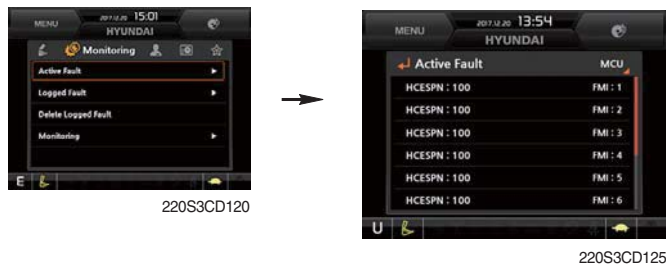 MENU
2017.12.20 15:01
HYUNDAI
Monitoring
Active Fault
Logged Fault
Delete Logged Fault
Monitoring
E
220S3CD120
MENU
2017.12.20 13:54
HYUNDAI
Active Fault MCU
HCESPN : 100 FMI : 1
HCESPN : 100 FMI : 2
HCESPN : 100 FMI : 3
HCESPN : 100 FMI : 4
HCESPN : 100 FMI : 5
HCESPN : 100 FMI : 6
U
220S3CD125